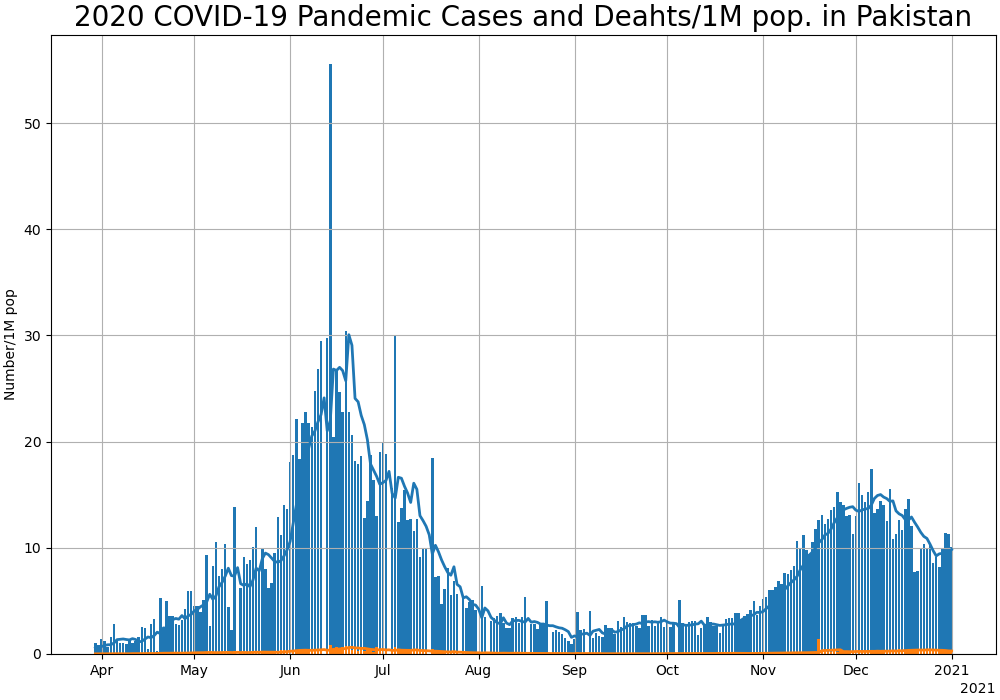 2020 COVID-19 Pandemic Cases and Deahts/1M pop. in Pakistan
Number/1M pop
50
40
30
20
10
0
Apr May Jun Jul Aug Sep Oct Nov Dec 2021
2021